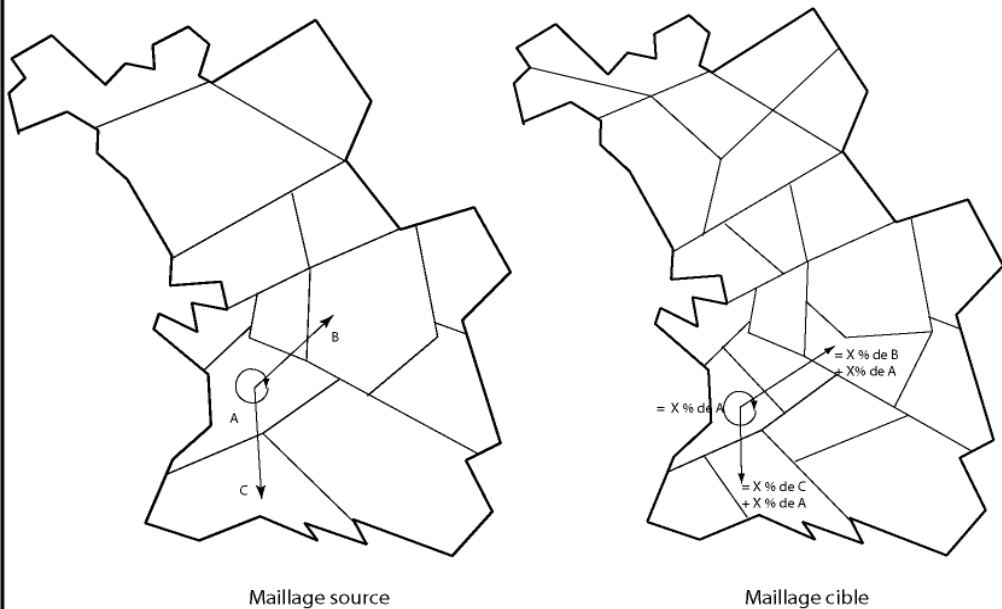 B
A
C
= X % de B
+ X% de A
= X % de A
= X % de C
+ X % de A
Maillage source
Maillage cible